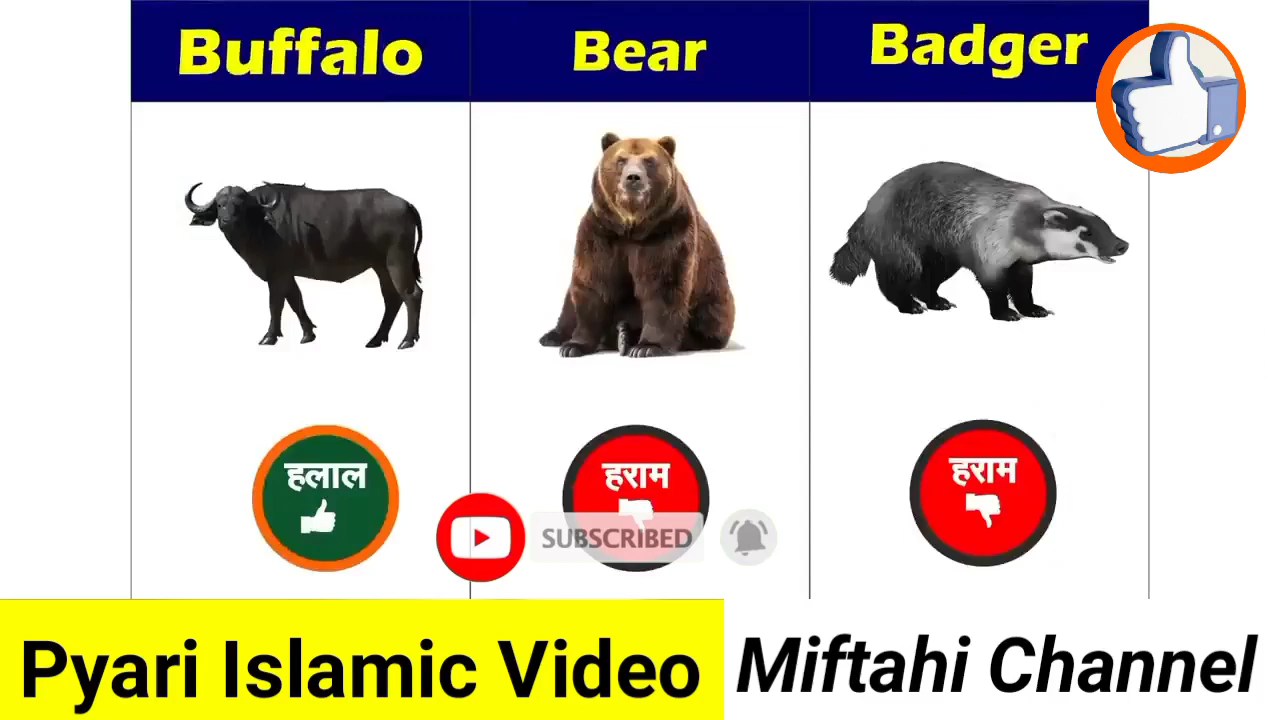 Buffalo Bear Badger
हलाल हराम हराम
SUBSCRIBED
Pyari Islamic Video Miftahi Channel